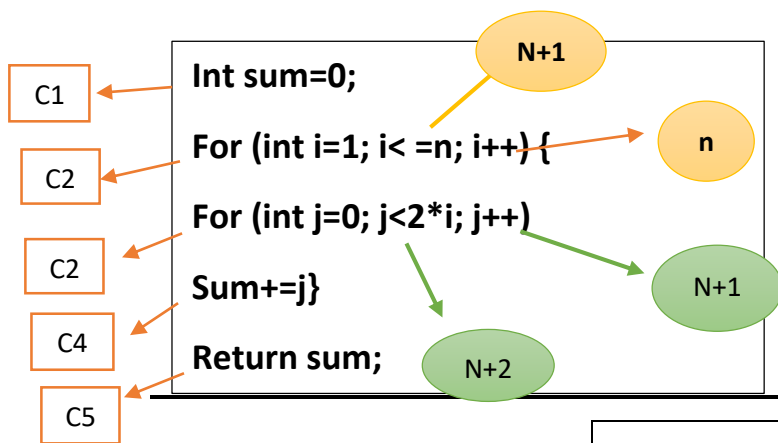 N+1
C1
Int sum=0;
For (int i=1; i< =n; i++) {
n
C2
For (int j=0; j<2*i; j++)
C2
N+1
Sum+=j}
C4
Return sum;
N+2
C5